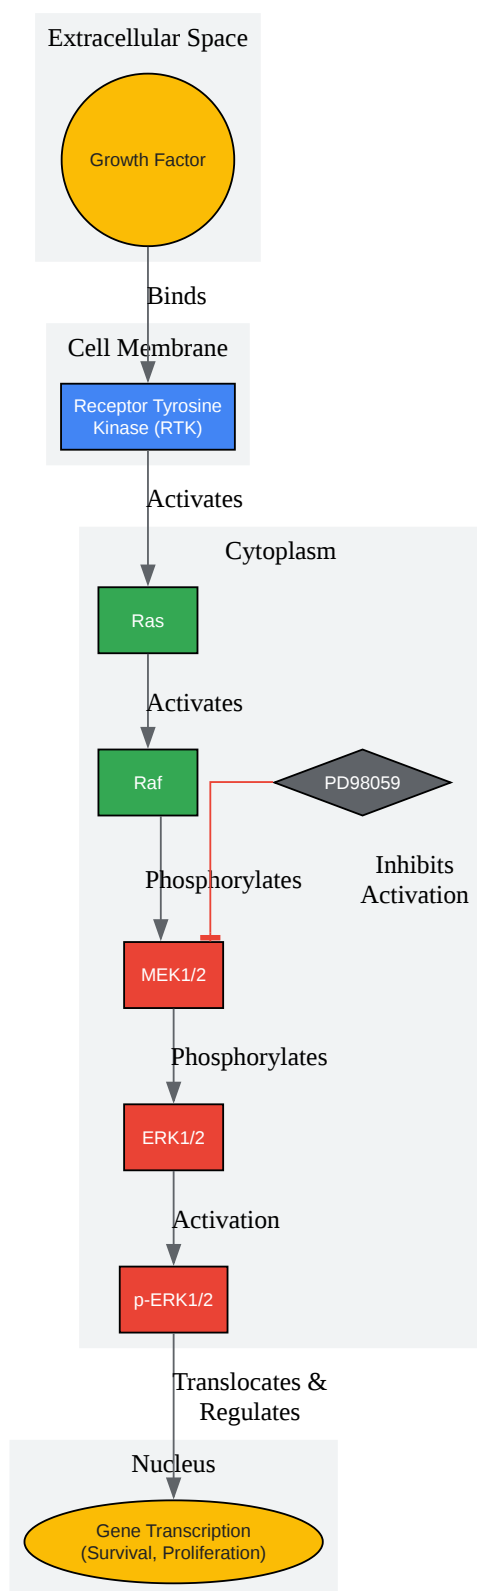 Extracellular Space
Growth Factor
Binds
Cell Membrane
Receptor Tyrosine
Kinase (RTK)
Activates
Cytoplasm
Ras
Activates
Raf
PD98059
Inhibits
Activation
Phosphorylates
MEK1/2
Phosphorylates
ERK1/2
Activation
p-ERK1/2
Translocates &
Regulates
Nucleus
Gene Transcription
(Survival, Proliferation)